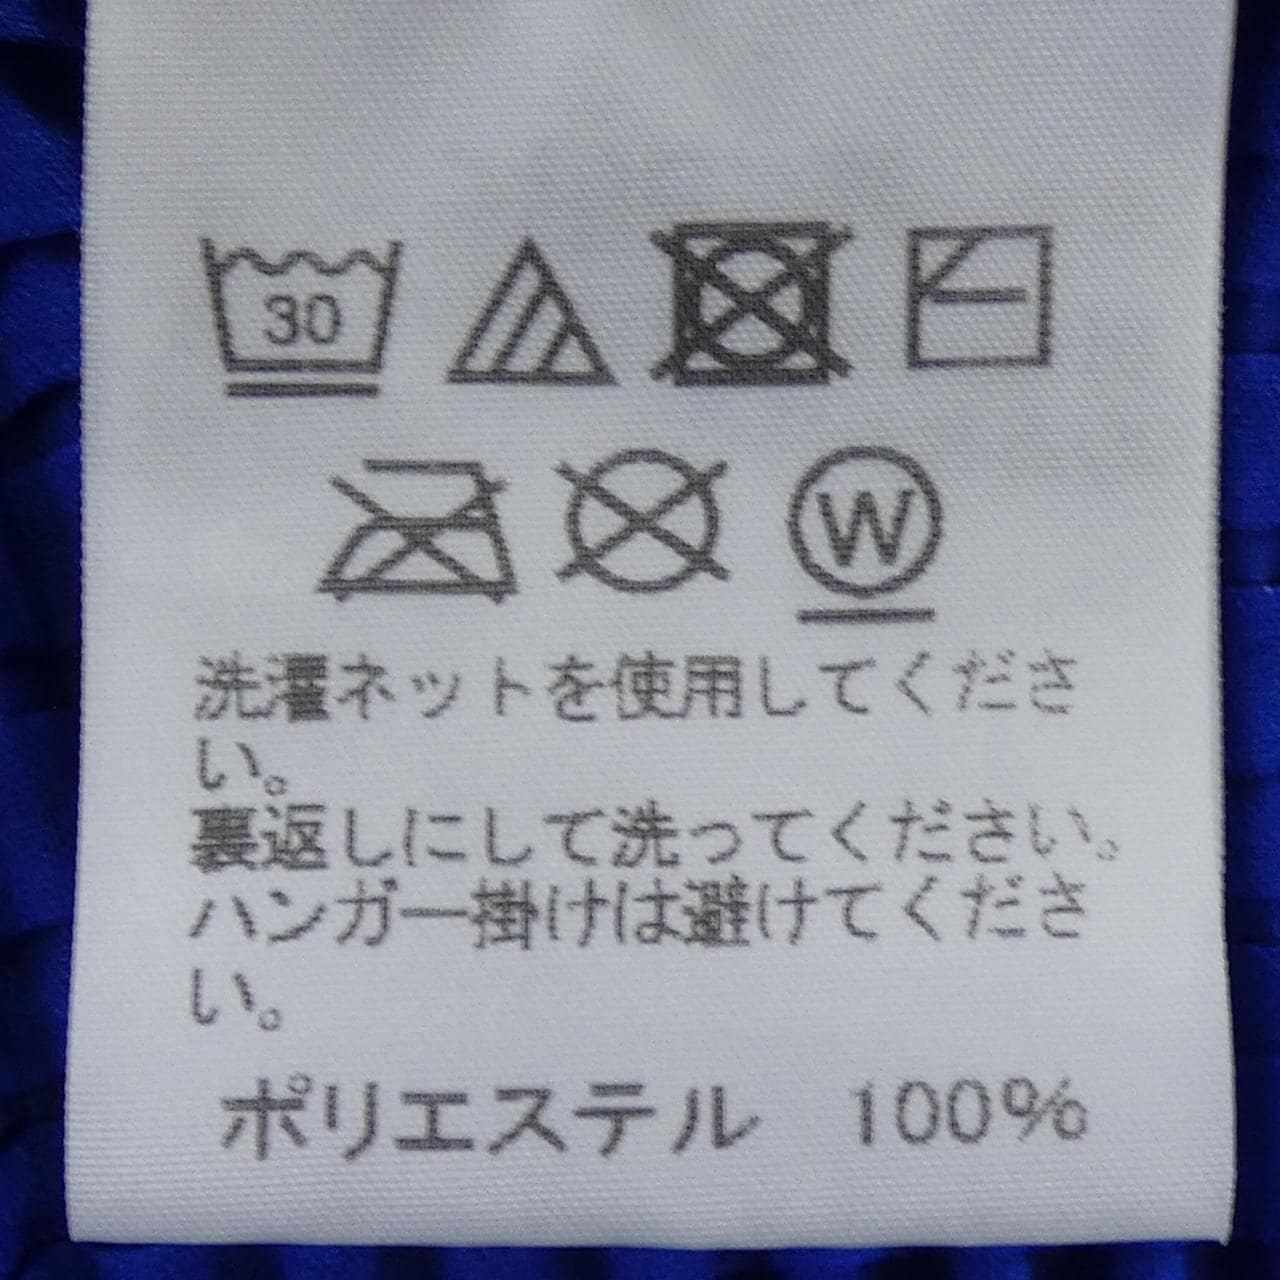 30
W
洗濯ネットを使用してくださ
い。
裏返しにして洗ってください。
ハンガー掛けは避けてくださ
い。
ポリエステル 100%